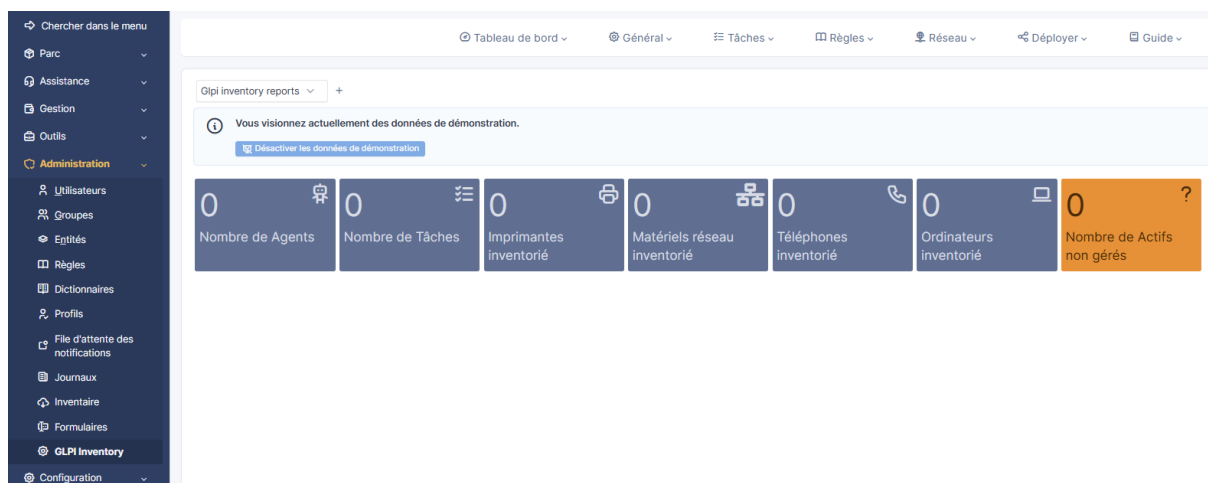 Chercher dans le menu
Parc
Assistance
Gestion
Outils
Administration
Utilisateurs
Groupes
Entités
Règles
Dictionnaires
Profils
File d'attente des
notifications
Journaux
Inventaire
Formulaires
GLPI Inventory
Configuration
Tableau de bord
Général
Tâches
Règles
Réseau
Déployer
Guide
Glpi inventory reports
+
Vous visionnez actuellement des données de démonstration.
Désactiver les données de démonstration
0
Nombre de Agents
0
Nombre de Tâches
0
Imprimantes
inventorié
0
Matériels réseau
inventorié
0
Téléphones
inventorié
0
Ordinateurs
inventorié
0
?
Nombre de Actifs
non gérés